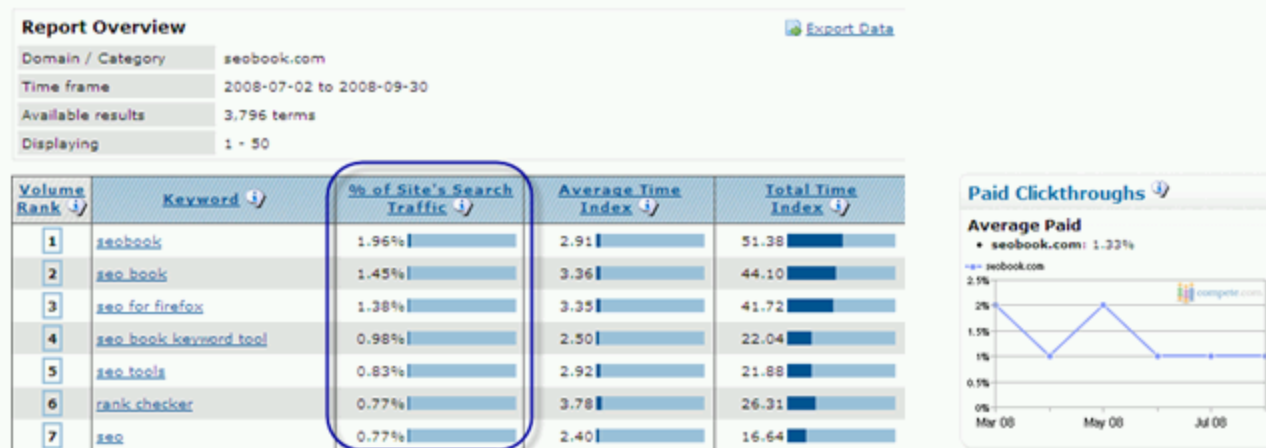 Report Overview
Export Data
Domain / Category seobook.com
Time frame 2008-07-02 to 2008-09-30
Available results 3,796 terms
Displaying 1 - 50
Volume Rank Keyword % of Site's Search Traffic Average Time Index Total Time Index
1 seobook 1.96% 2.91 51.38
2 seo book 1.45% 3.36 44.10
3 seo for firefox 1.38% 3.35 41.72
4 seo book keyword tool 0.98% 2.50 22.04
5 seo tools 0.83% 2.92 21.88
6 rank checker 0.77% 3.78 26.31
7 seo 0.77% 2.40 16.64
Paid Clickthroughs
Average Paid
• seobook.com: 1.33%
seobook.com
2.5%
compete.com
2%
1.5%
1%
0.5%
0%
Mar 08 May 08 Jul 08